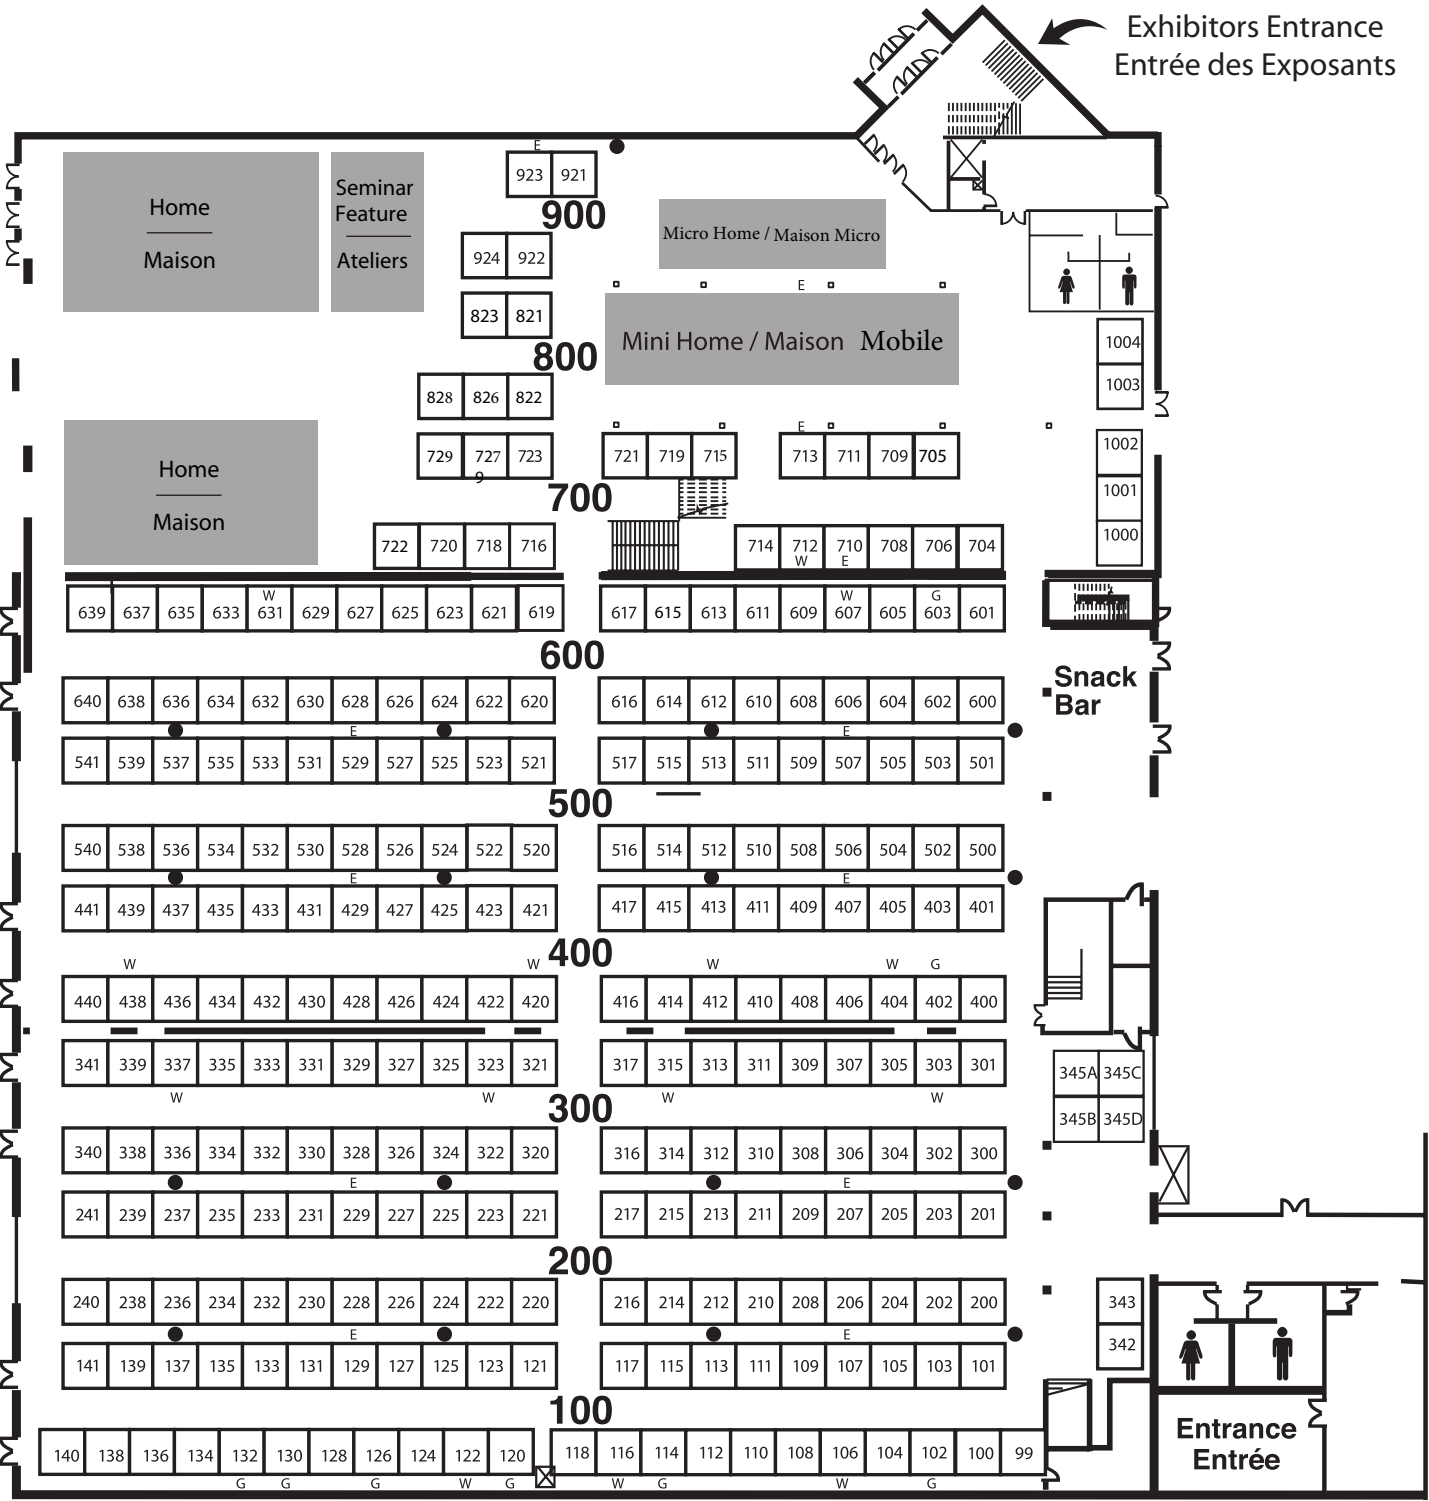 Exhibitors Entrance
Entrée des Exposants
E
923 921
900
Home
Maison
Seminar
Feature
Ateliers
Micro Home / Maison Micro
924 922
E
823 821
Mini Home / Maison Mobile
800
1004
1003
828 826 822
E
729 727 723
9
721 719 715
713 711 709 705
1002
1001
1000
Home
Maison
700
722 720 718 716
714 712 710 708 706 704
W E
W W G
639 637 635 633 631 629 627 625 623 621 619
617 615 613 611 609 607 605 603 601
600
Snack
Bar
640 638 636 634 632 630 628 626 624 622 620
616 614 612 610 608 606 604 602 600
E E
541 539 537 535 533 531 529 527 525 523 521
517 515 513 511 509 507 505 503 501
500
540 538 536 534 532 530 528 526 524 522 520
516 514 512 510 508 506 504 502 500
E E
441 439 437 435 433 431 429 427 425 423 421
417 415 413 411 409 407 405 403 401
400
W W W W G
440 438 436 434 432 430 428 426 424 422 420
416 414 412 410 408 406 404 402 400
341 339 337 335 333 331 329 327 325 323 321
317 315 313 311 309 307 305 303 301
345A 345C
345B 345D
W W W W
300
340 338 336 334 332 330 328 326 324 322 320
316 314 312 310 308 306 304 302 300
E E
241 239 237 235 233 231 229 227 225 223 221
217 215 213 211 209 207 205 203 201
200
240 238 236 234 232 230 228 226 224 222 220
216 214 212 210 208 206 204 202 200
343
342
E E
141 139 137 135 133 131 129 127 125 123 121
117 115 113 111 109 107 105 103 101
100
Entrance
Entrée
140 138 136 134 132 130 128 126 124 122 120
118 116 114 112 110 108 106 104 102 100 99
G G G W G W G W G